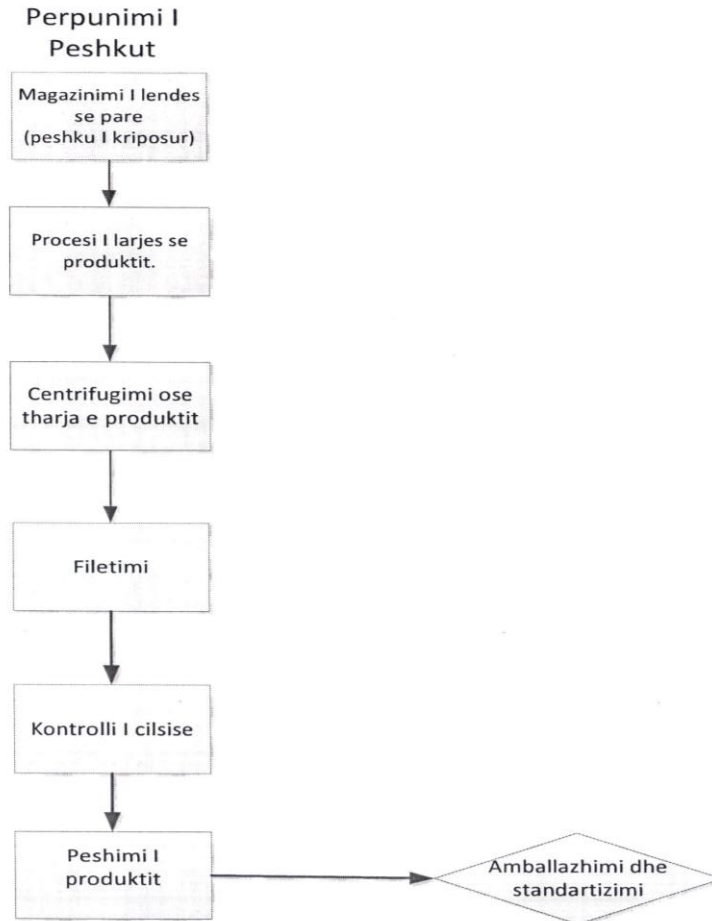 Perpunimi I
Peshkut
Magazinimi I lendes
se pare
(peshku I kriposur)
Procesi I larjes se
produktit.
Centrifugimi ose
tharja e produktit
Filetimi
Kontrolli I cilsise
Peshimi I
produktit
Amballazhimi dhe
standartizimi